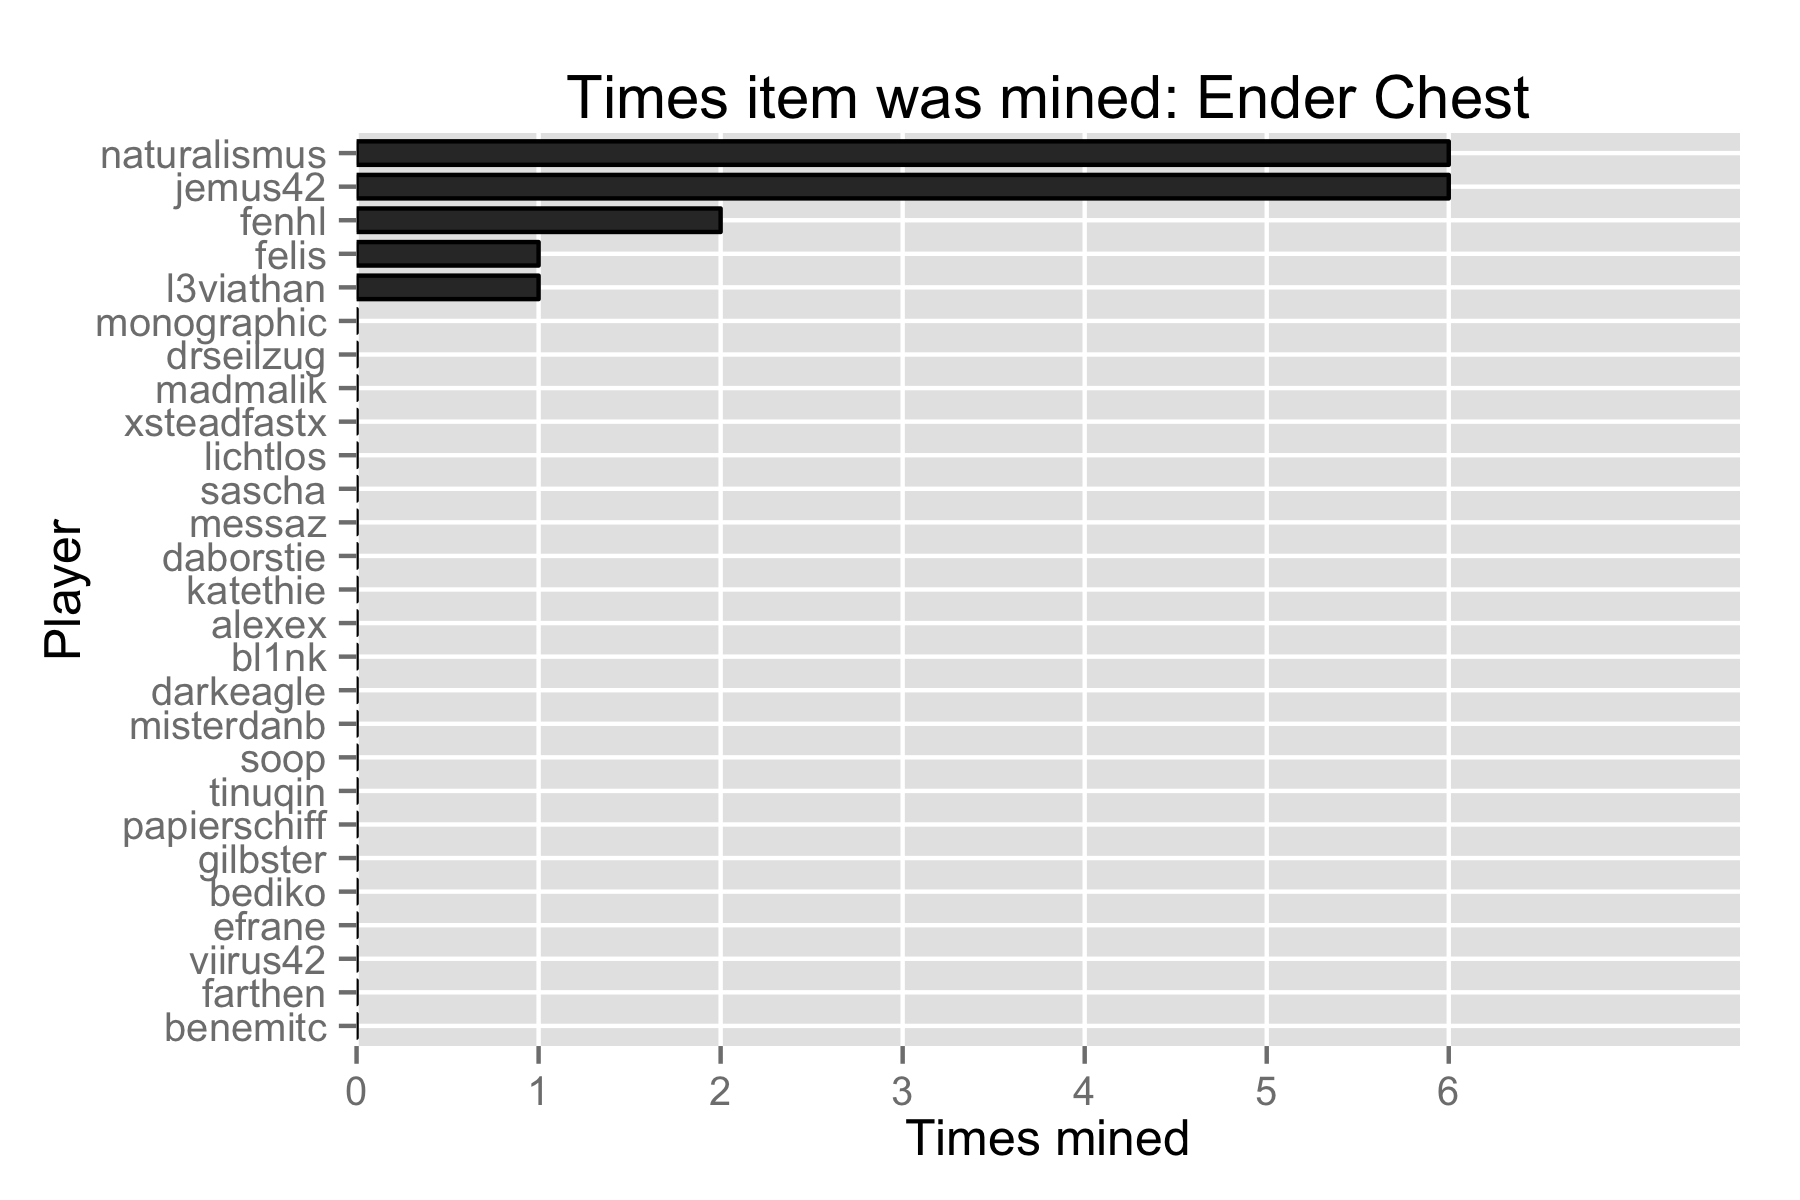 Times item was mined: Ender Chest
naturalismus
jemus42
fenhl
felis
l3viathan
monographic
drseilzug
madmalik
xsteadfastx
lichtlos
sascha
messaz
daborstie
katethie
alexex
bl1nk
darkeagle
misterdanb
soop
tinuqin
papierschiff
gilbster
bediko
efrane
viirus42
farthen
benemitc
Player
0 1 2 3 4 5 6
Times mined